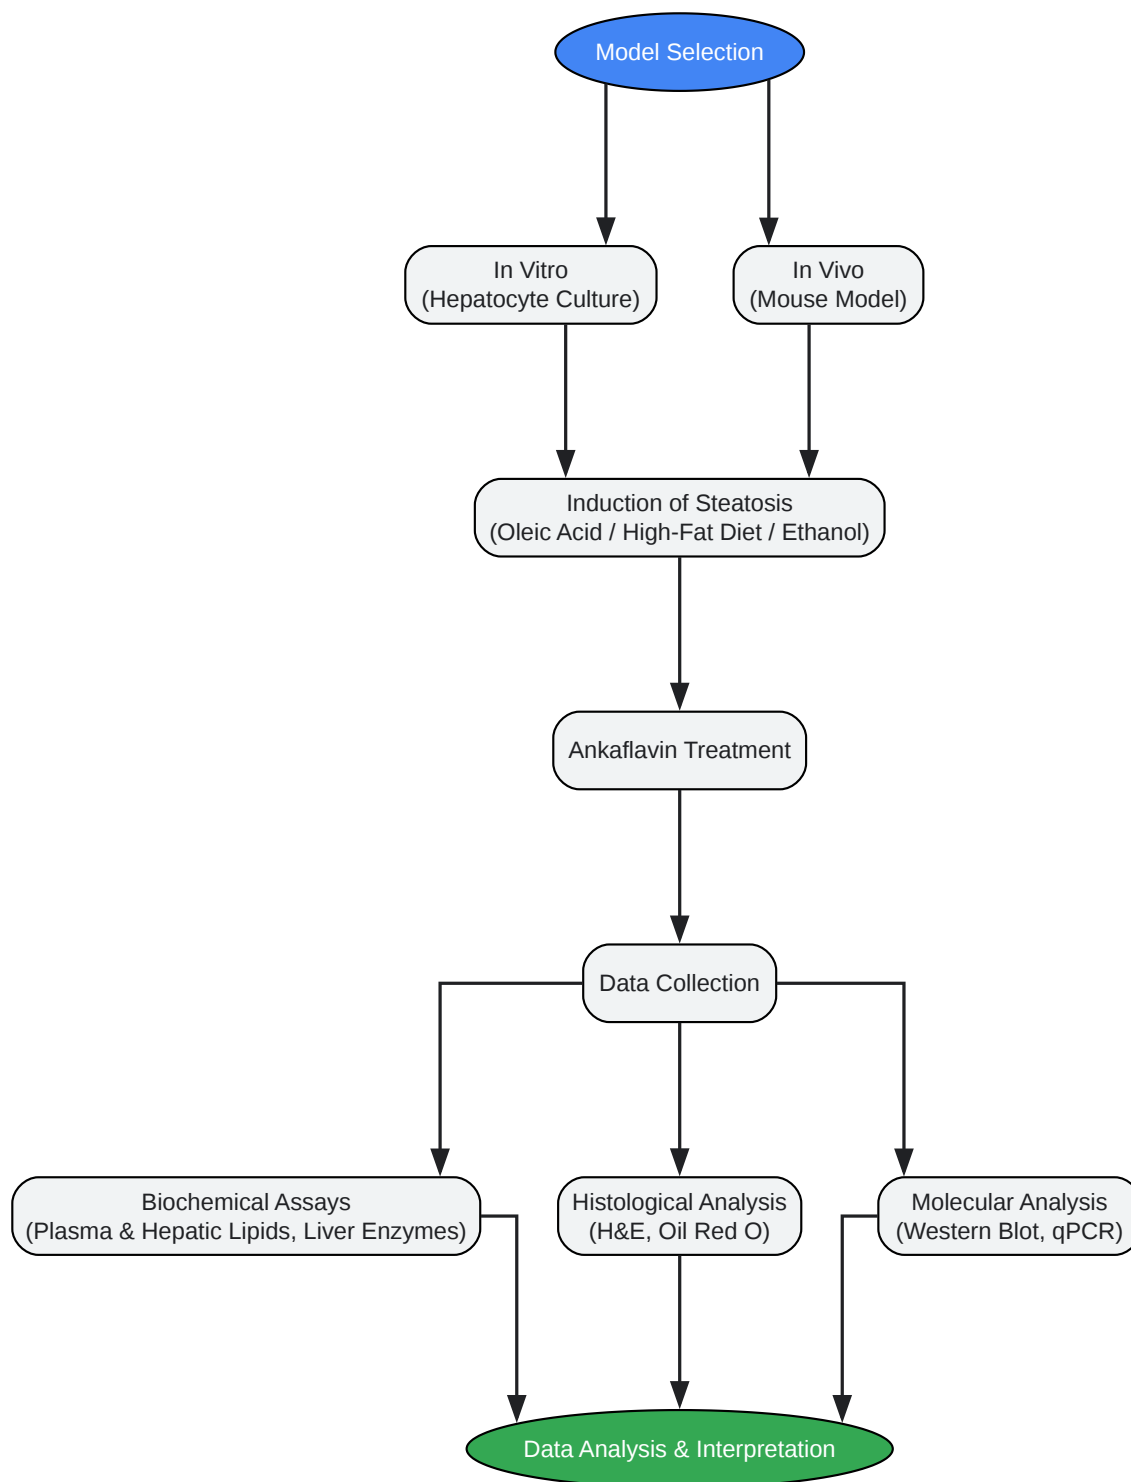 Model Selection
In Vitro
(Hepatocyte Culture)
In Vivo
(Mouse Model)
Induction of Steatosis
(Oleic Acid / High-Fat Diet / Ethanol)
Ankaflavin Treatment
Data Collection
Biochemical Assays
(Plasma & Hepatic Lipids, Liver Enzymes)
Histological Analysis
(H&E, Oil Red O)
Molecular Analysis
(Western Blot, qPCR)
Data Analysis & Interpretation